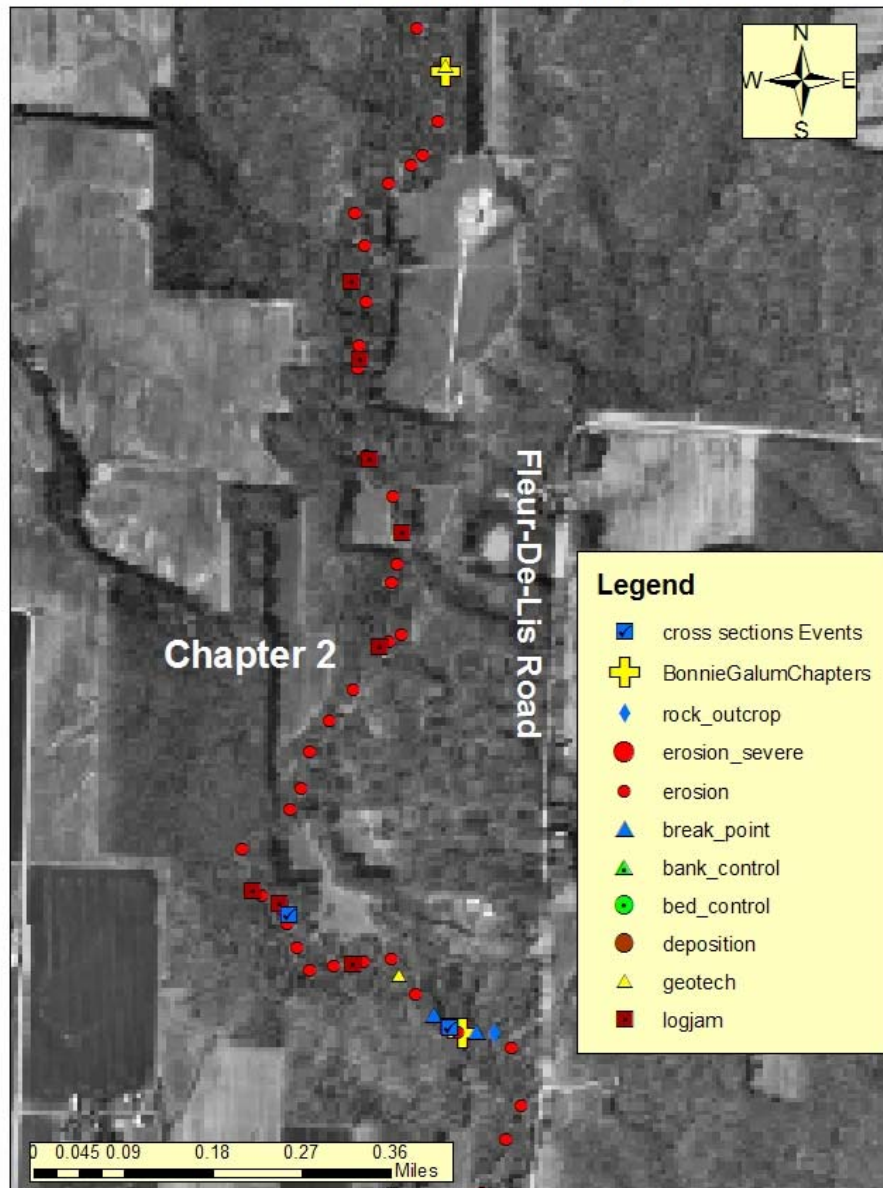 N
W E
S
Fleur-De-Lis Road
Chapter 2
Legend
cross sections Events
BonnieGalumChapters
rock_outcrop
erosion_severe
erosion
break_point
bank_control
bed_control
deposition
geotech
logjam
0 0.045 0.09 0.18 0.27 0.36
Miles